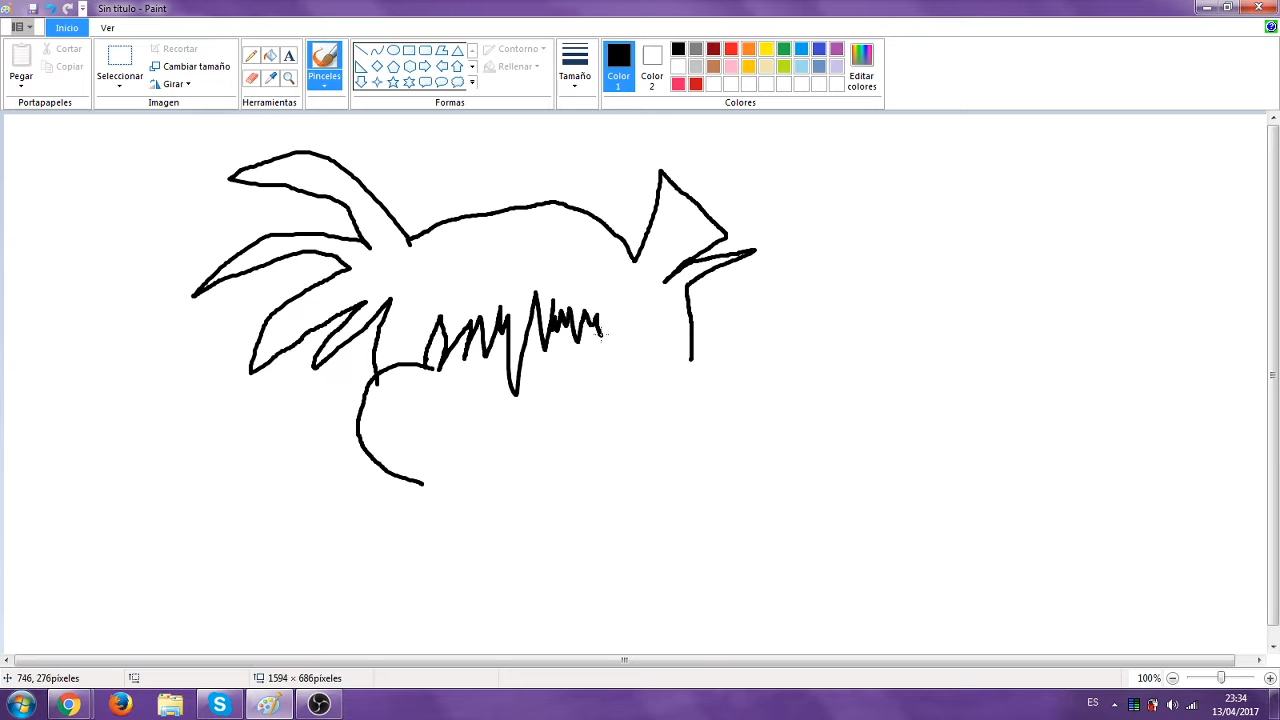 Sin titulo - Paint
Inicio
Ver
Pegar
Cortar
Copiar
Portapapeles
Seleccionar
Recortar
Cambiar tamaño
Girar
Imagen
A
Herramientas
Pinceles
Contorno
Rellenar
Formas
Tamaño
Color 1
Color 2
Editar colores
Colores
746, 276píxeles
1594 × 686píxeles
100%
ES
23:34
13/04/2017